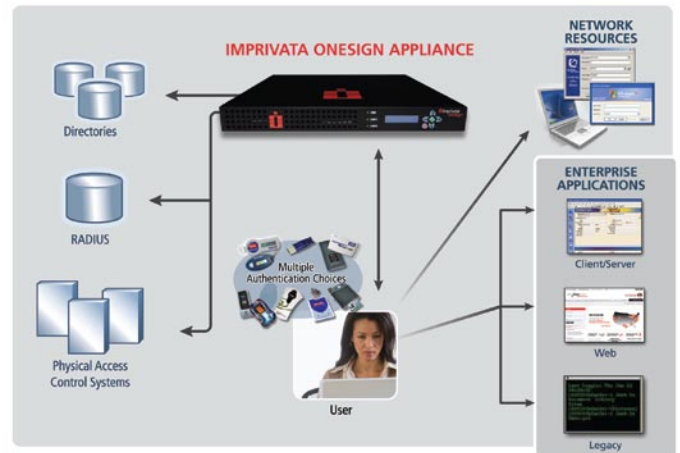 NETWORK
RESOURCES
IMPRIVATA ONESIGN APPLIANCE
Directories
ENTERPRISE
APPLICATIONS
RADIUS
Client/Server
Multiple
Authentication Choices
Web
Physical Access
Control Systems
User
Legacy